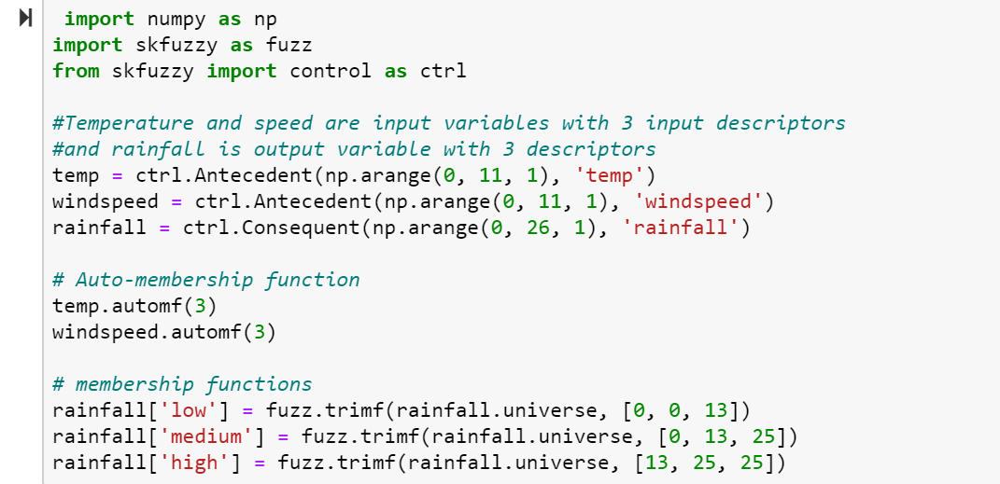 import numpy as np
import skfuzzy as fuzz
from skfuzzy import control as ctrl
#Temperature and speed are input variables with 3 input descriptors
#and rainfall is output variable with 3 descriptors
temp = ctrl.Antecedent(np.arange(0, 11, 1), 'temp')
windspeed = ctrl.Antecedent(np.arange(0, 11, 1), 'windspeed')
rainfall = ctrl.Consequent(np.arange(0, 26, 1), 'rainfall')
# Auto-membership function
temp.automf(3)
windspeed.automf(3)
# membership functions
rainfall['low'] = fuzz.trimf(rainfall.universe, [0, 0, 13])
rainfall['medium'] = fuzz.trimf(rainfall.universe, [0, 13, 25])
rainfall['high'] = fuzz.trimf(rainfall.universe, [13, 25, 25])